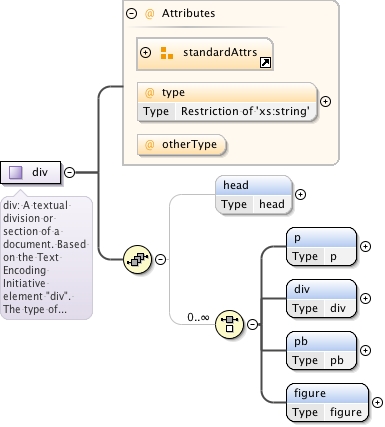 @ Attributes
standardAttrs
@ type
Type Restriction of 'xs:string'
@ otherType
div
div: A textual
division or
section of a
document. Based
on the Text
Encoding
Initiative
element "div".
The type of...
head
Type head
0..∞
p
Type p
div
Type div
pb
Type pb
figure
Type figure